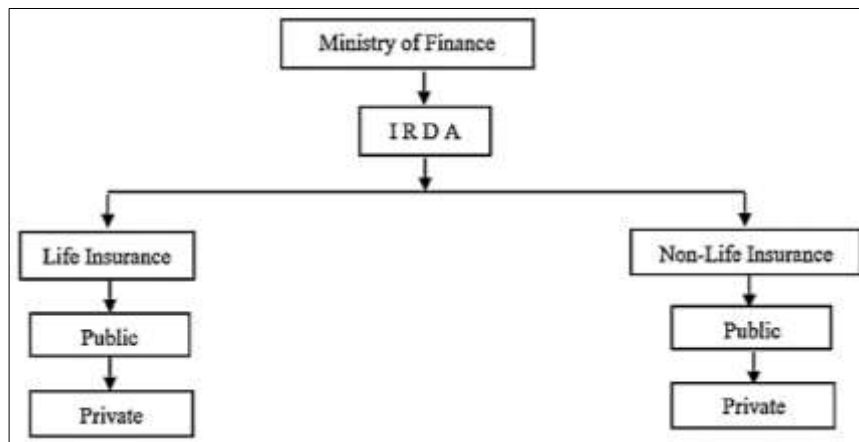 Ministry of Finance
I R D A
Life Insurance
Non-Life Insurance
Public
Public
Private
Private